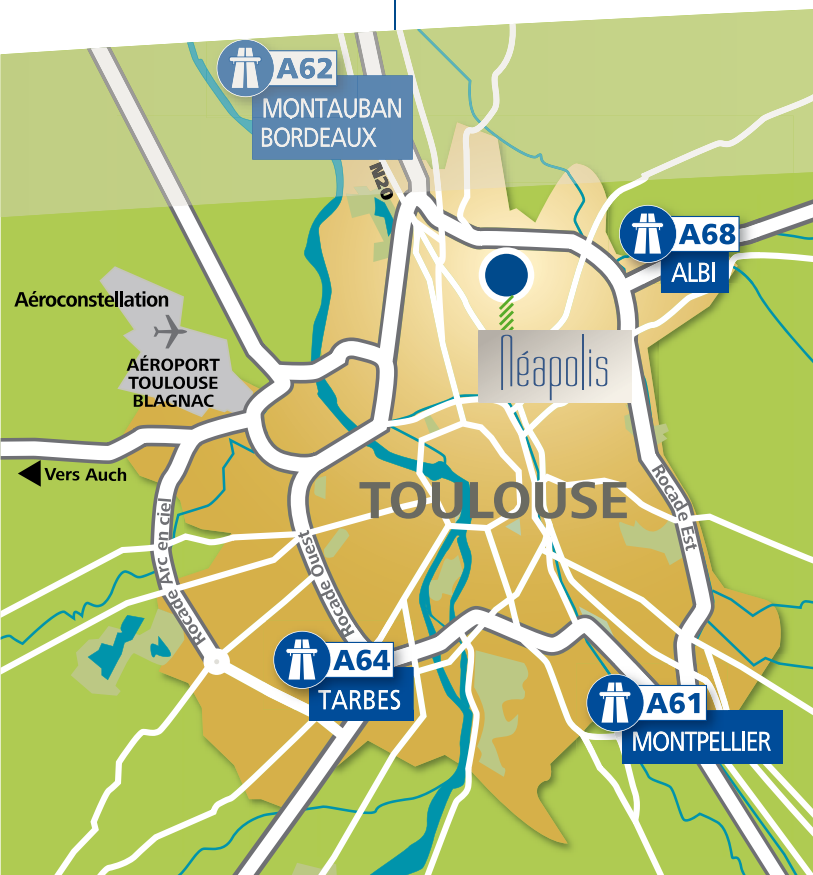 A62
MONTAUBAN
BORDEAUX
N20
A68
ALBI
Aéroconstellation
AÉROPORT
TOULOUSE
BLAGNAC
Néapolis
Vers Auch
TOULOUSE
Rocade Arc en ciel
Rocade Ouest
Rocade Est
A64
TARBES
A61
MONTPELLIER